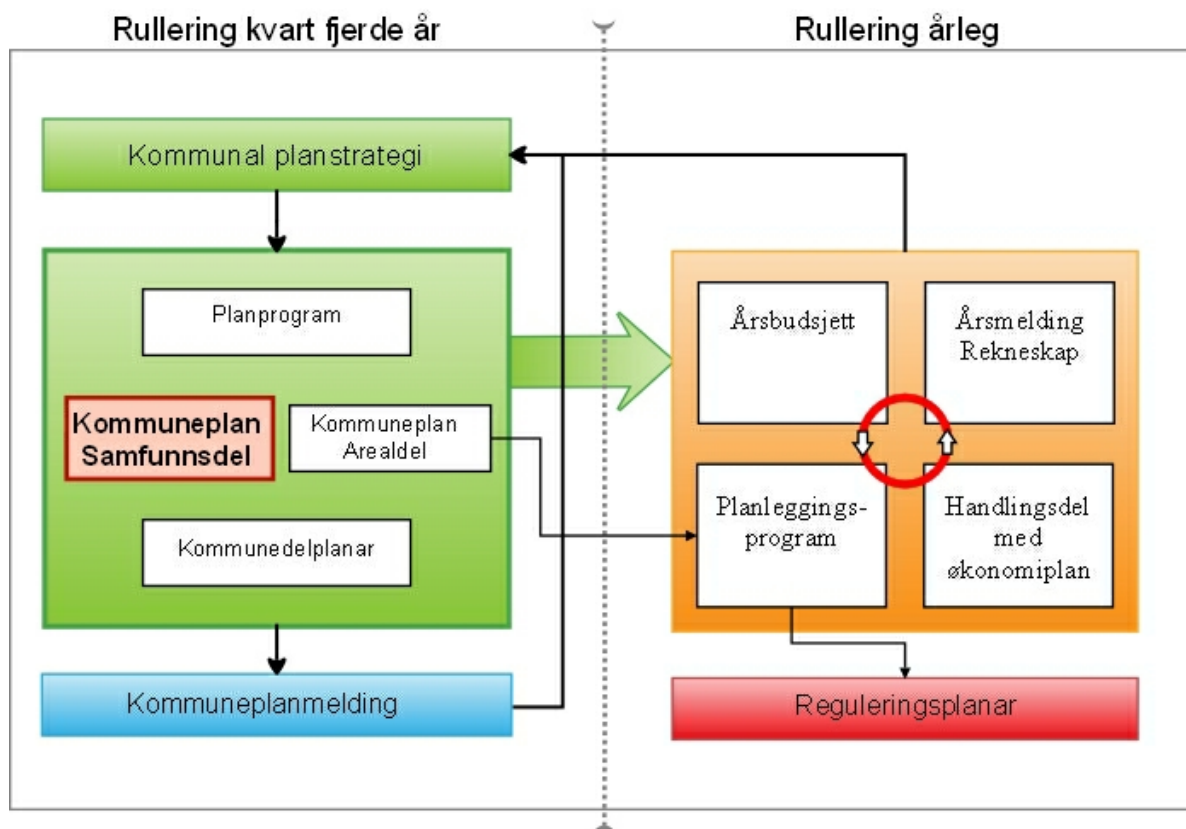 Rullering kvart fjerde år
Rullering årleg
Kommunal planstrategi
Planprogram
Kommuneplan
Samfunnsdel
Kommuneplan
Arealdel
Kommunedelplanar
Kommuneplanmelding
Årsbudsjett
Årsmelding
Rekneskap
Planleggings-
program
Handlingsdel
med
økonomiplan
Reguleringsplanar